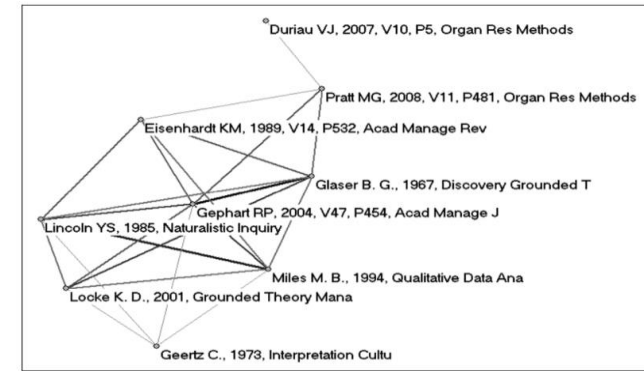 Duriau VJ, 2007, V10, P5, Organ Res Methods
Pratt MG, 2008, V11, P481, Organ Res Methods
Eisenhardt KM, 1989, V14, P532, Acad Manage Rev
Glaser B. G., 1967, Discovery Grounded T
Gephart RP, 2004, V47, P454, Acad Manage J
Lincoln YS, 1985, Naturalistic Inquiry
Miles M. B., 1994, Qualitative Data Ana
Locke K. D., 2001, Grounded Theory Mana
Geertz C., 1973, Interpretation Cultu